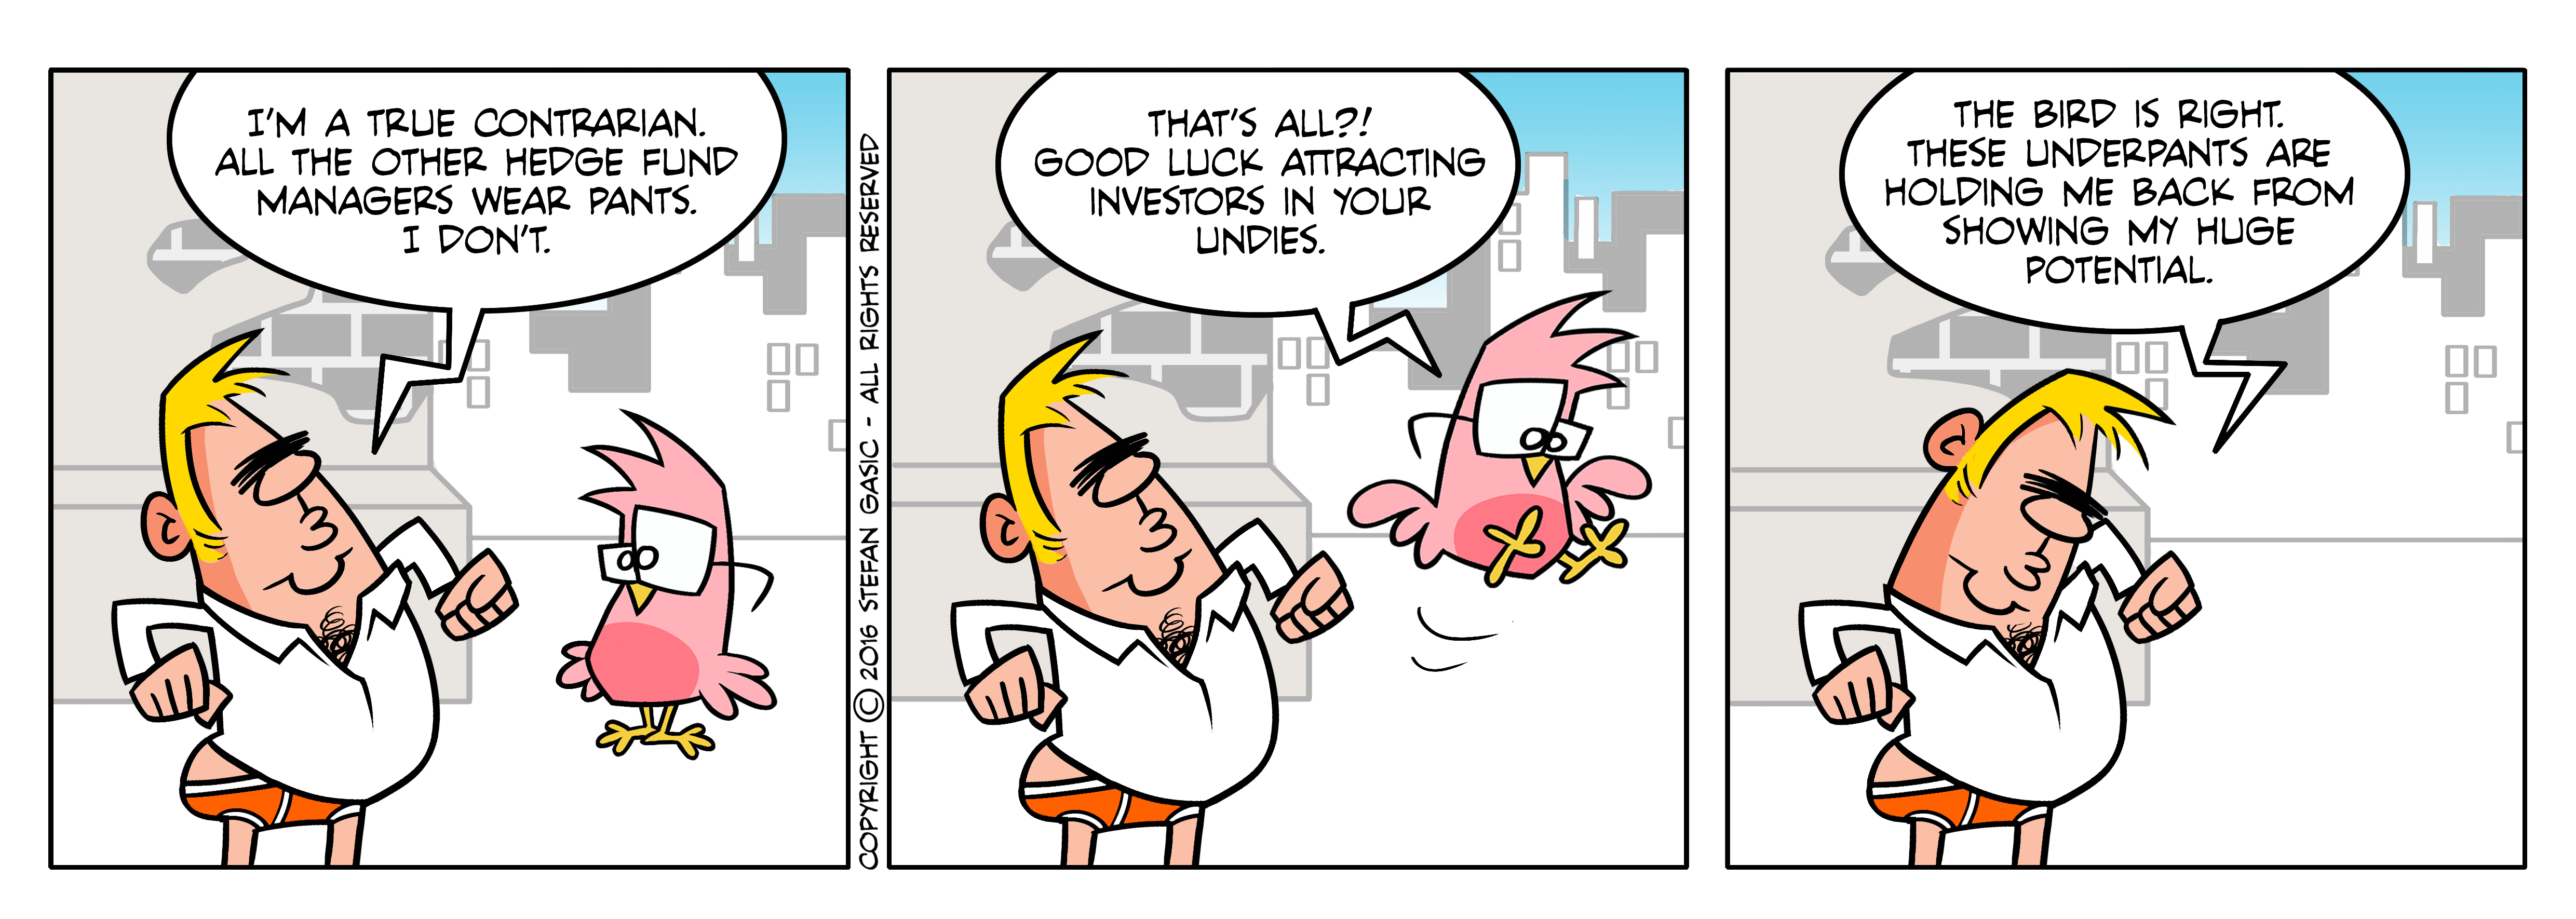 I'M A TRUE CONTRARIAN.
ALL THE OTHER HEDGE FUND
MANAGERS WEAR PANTS.
I DON'T.
COPYRIGHT © 2016 STEFAN GASIC - ALL RIGHTS RESERVED
THAT'S ALL?!
GOOD LUCK ATTRACTING
INVESTORS IN YOUR
UNDIES.
THE BIRD IS RIGHT.
THESE UNDERPANTS ARE
HOLDING ME BACK FROM
SHOWING MY HUGE
POTENTIAL.